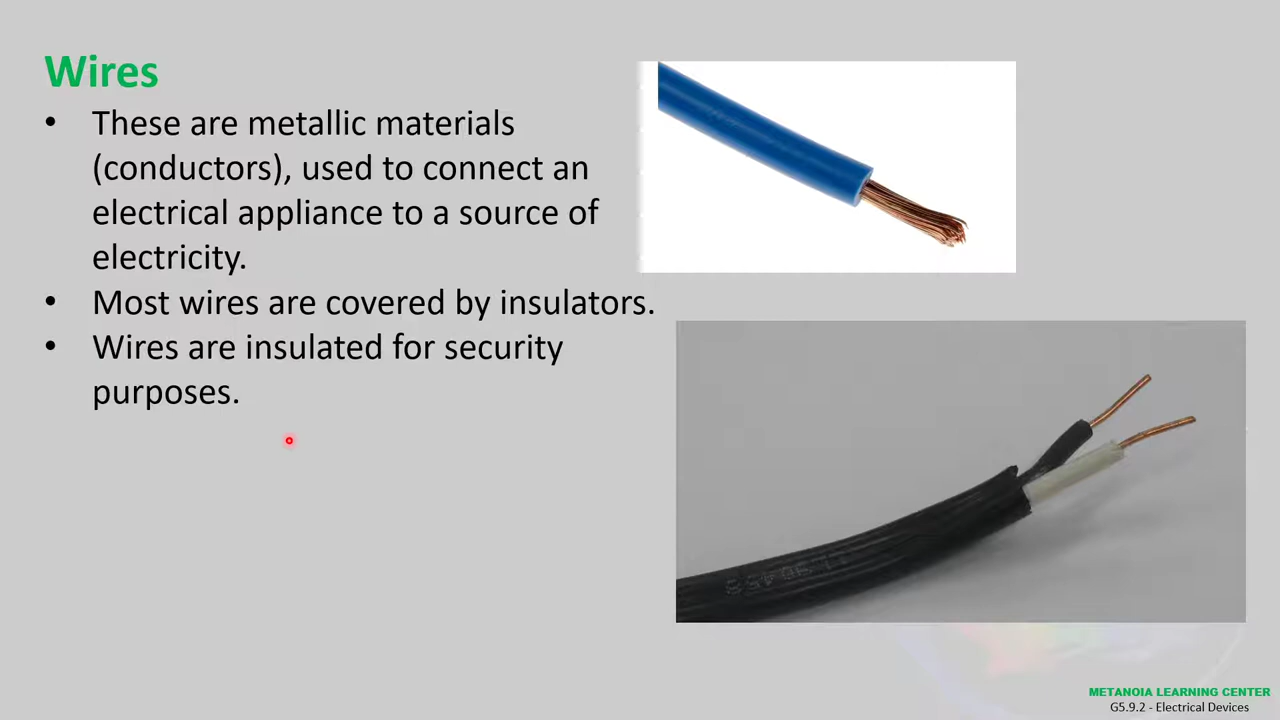 Wires
• These are metallic materials
(conductors), used to connect an
electrical appliance to a source of
electricity.
• Most wires are covered by insulators.
• Wires are insulated for security
purposes.
METANOIA LEARNING CENTER
G5.9.2 - Electrical Devices